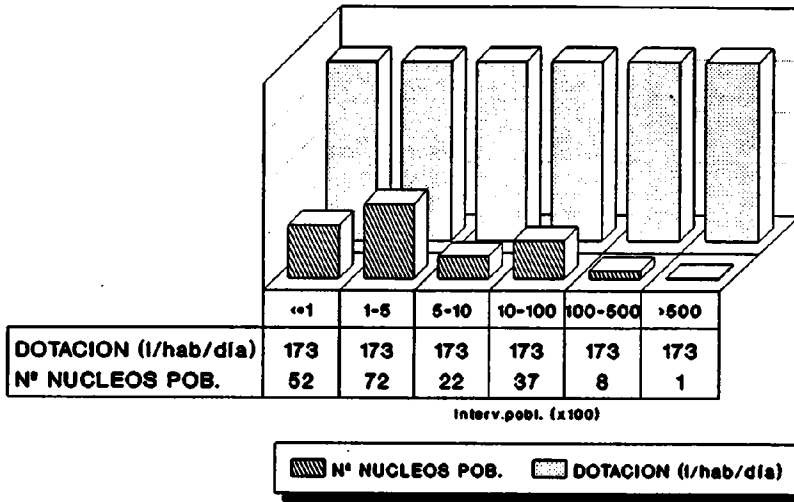 <=1 1-5 5-10 10-100 100-500 >500
DOTACION (l/hab/día) 173 173 173 173 173 173
Nº NUCLEOS POB. 52 72 22 37 8 1
Interv.pobl. (x100)
Nº NUCLEOS POB. DOTACION (l/hab/día)